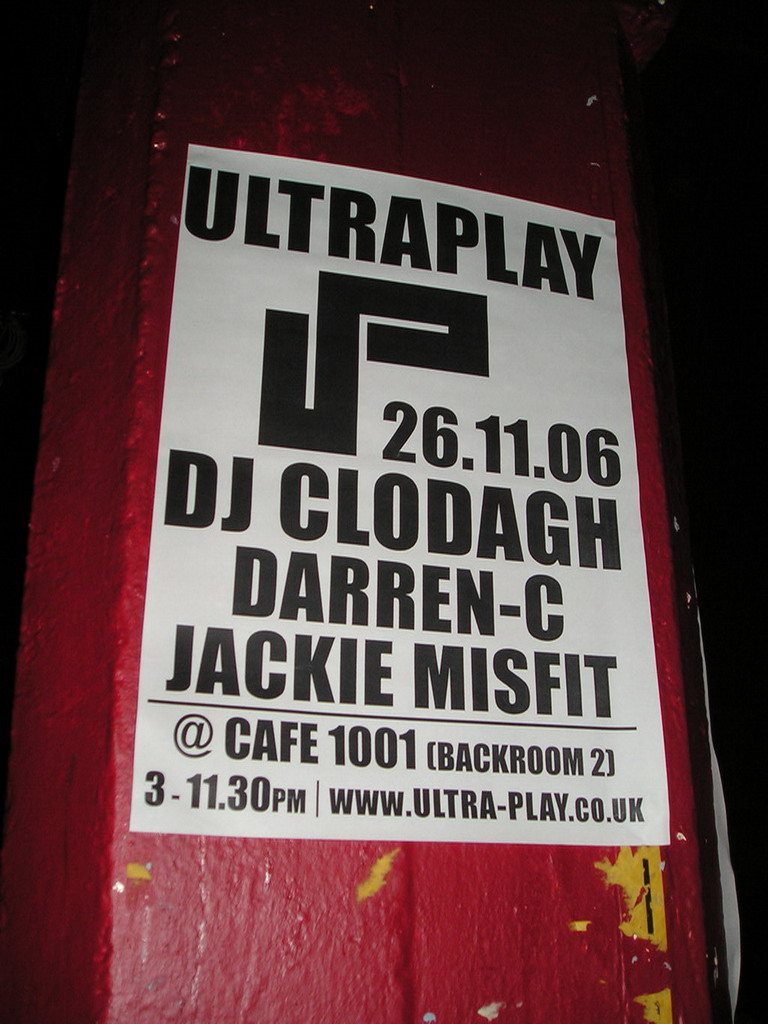 ULTRAPLAY
26.11.06
DJ CLODAGH
DARREN-C
JACKIE MISFIT
@ CAFE 1001 (BACKROOM 2)
3 - 11.30PM | WWW.ULTRA-PLAY.CO.UK